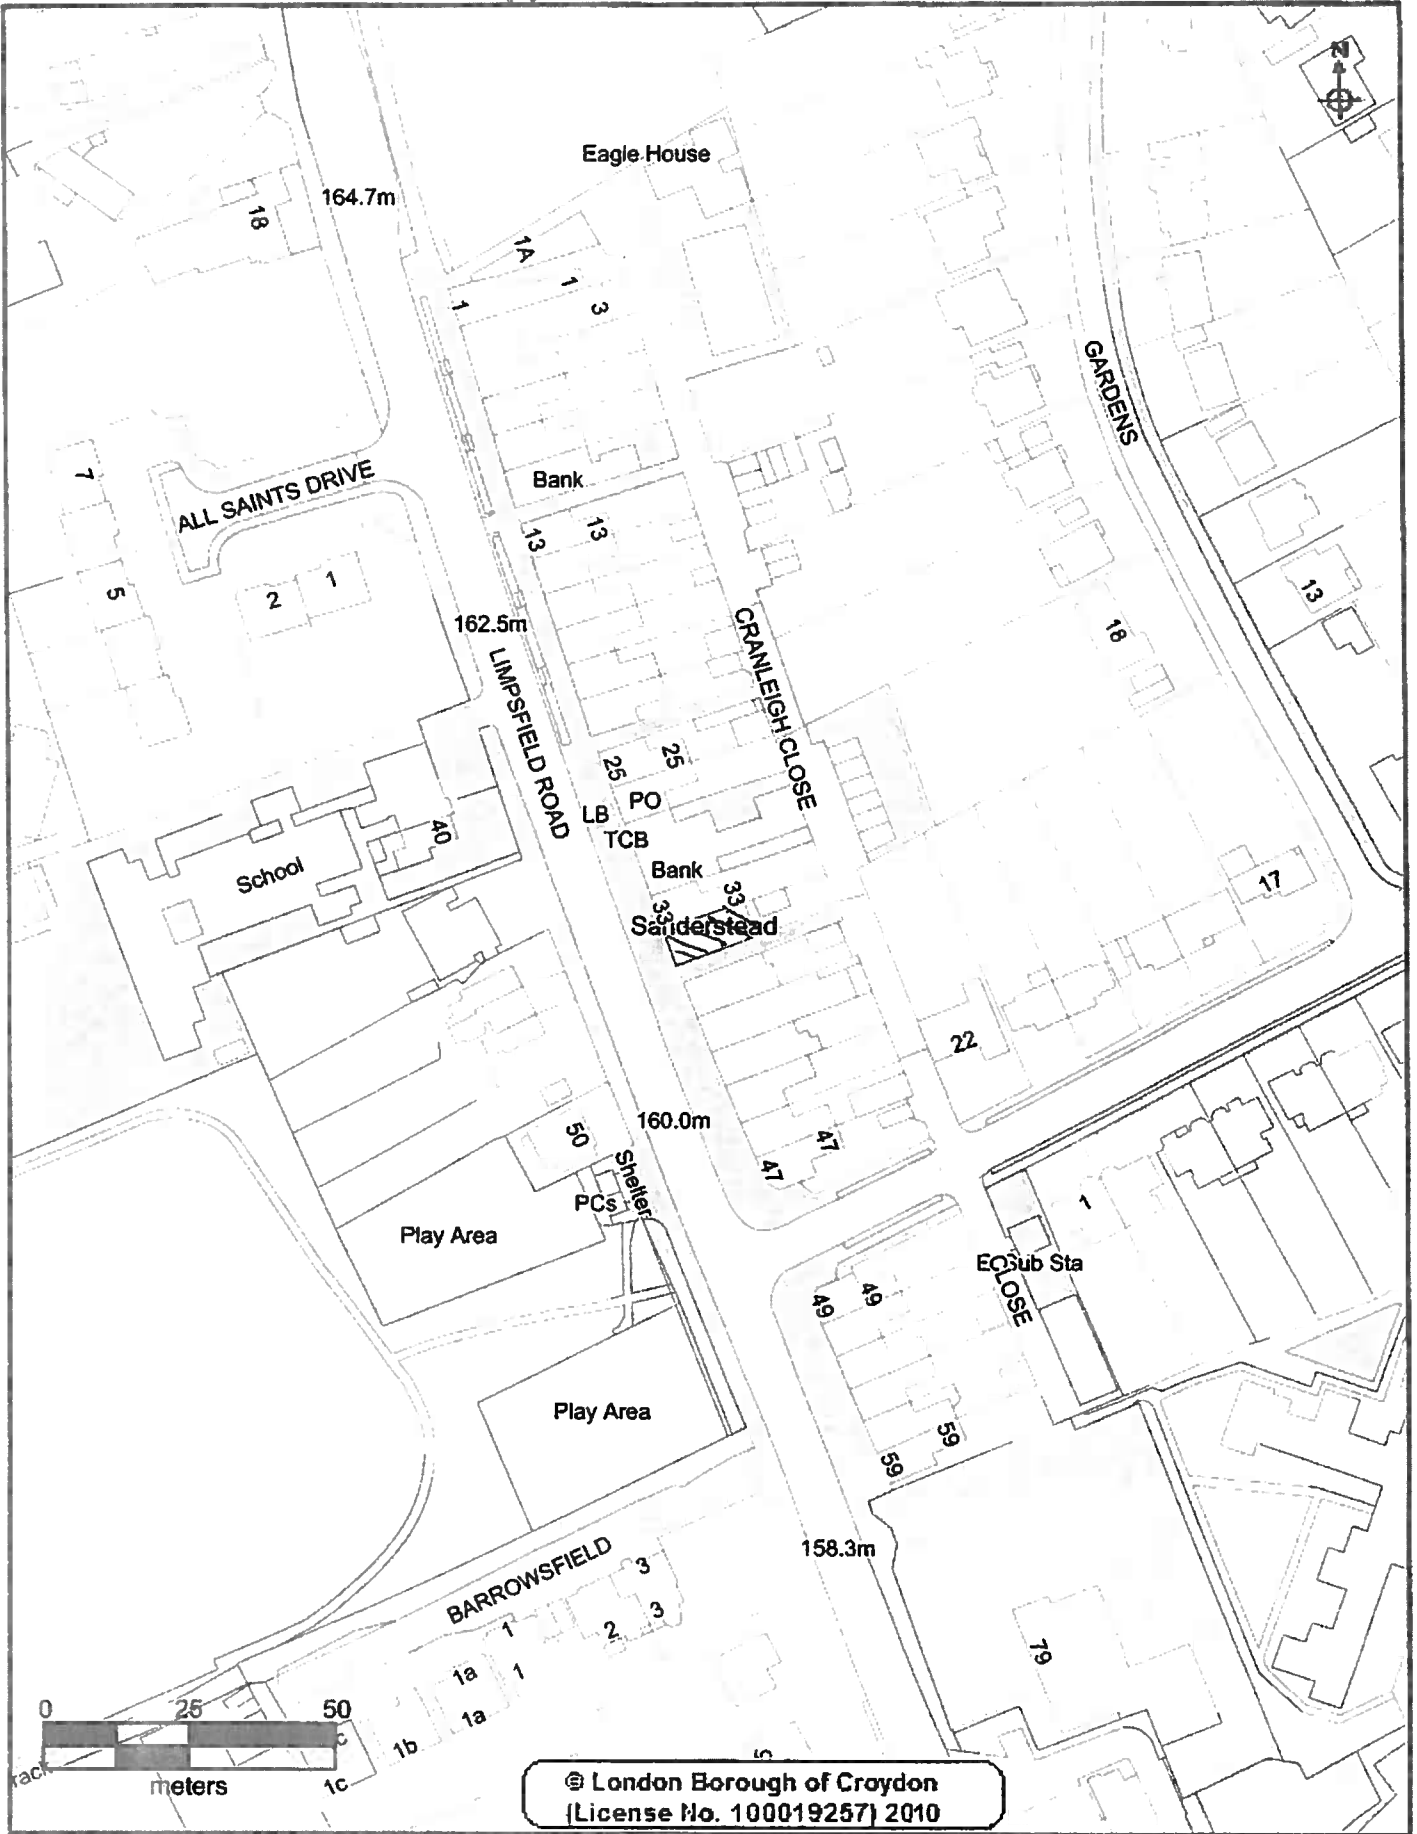 N
Eagle House
164.7m
18
1A
1
3
1
GARDENS
7
ALL SAINTS DRIVE
Bank
13
13
5
2
1
13
18
162.5m
LIMPSFIELD ROAD
CRANLEIGH CLOSE
25
25
PO
LB
TCB
40
School
Bank
17
33
33
Sanderstead
22
160.0m
50
47
47
Shelter
PCs
1
Play Area
El Sub Sta
CLOSE
49
49
Play Area
59
59
158.3m
BARROWSFIELD
3
3
2
1
1
1a
1a
79
1b
1c
0 25 50
meters
© London Borough of Croydon
(License No. 100019257) 2010